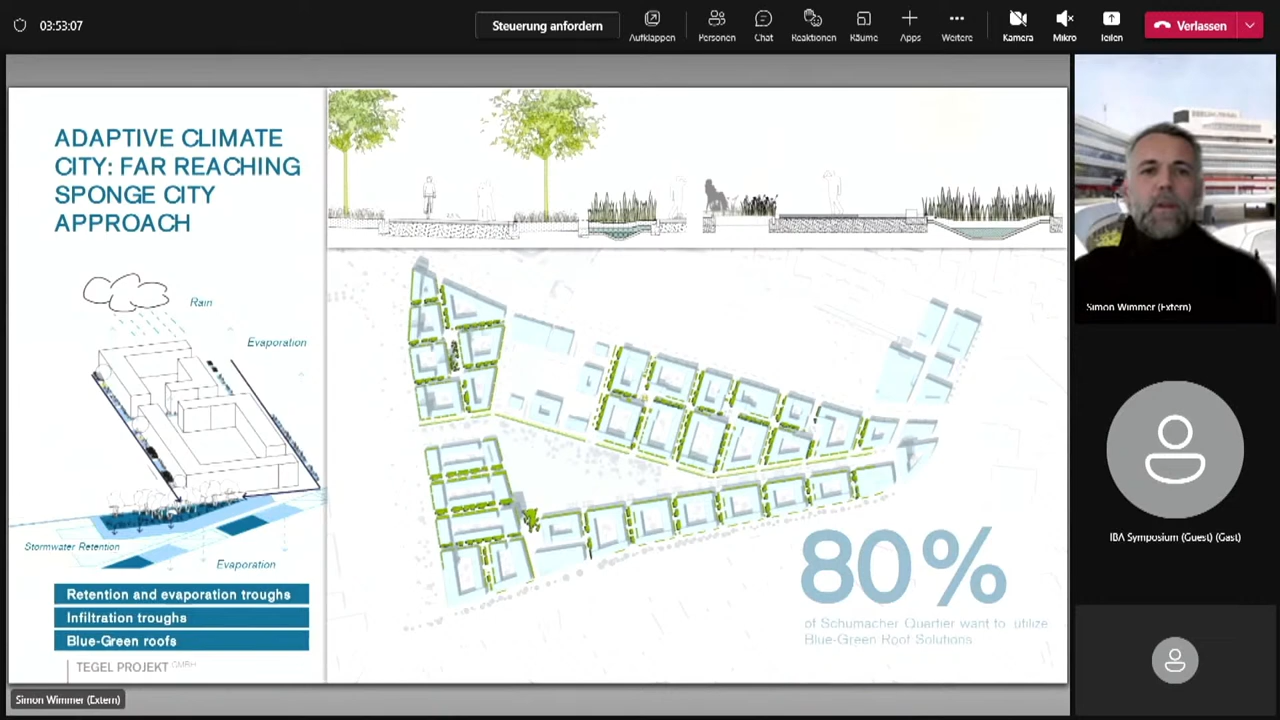 03:53:07
Steuerung anfordern
Aufklappen
Personen
Chat
Reaktionen
Räume
Apps
Weitere
Kamera
Mikro
Teilen
Verlassen
ADAPTIVE CLIMATE
CITY: FAR REACHING
SPONGE CITY
APPROACH
Rain
Evaporation
Stormwater Retention
Evaporation
Retention and evaporation troughs
Infiltration troughs
Blue-Green roofs
TEGEL PROJEKT GMBH
80%
of Schumacher Quartier want to utilize
Blue-Green Roof Solutions
Simon Wimmer (Extern)
Simon Wimmer (Extern)
IBA Symposium (Guest) (Gast)